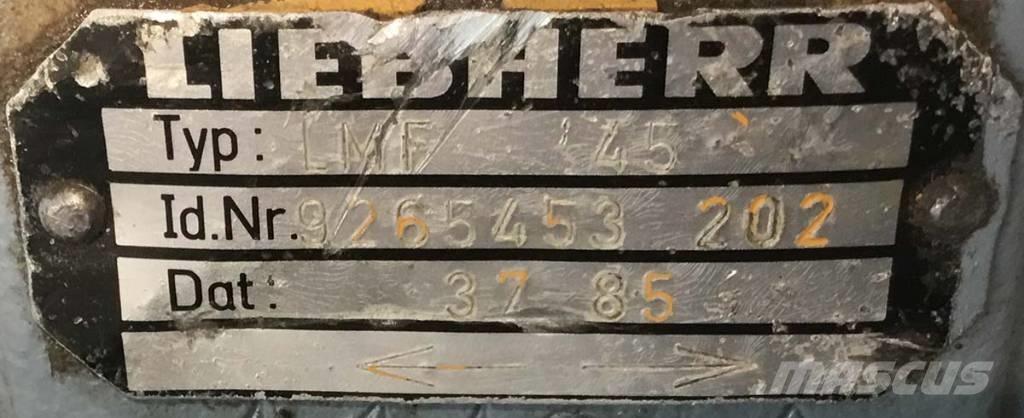 LIEBHERR
Typ: LMF 45
Id.Nr. 9265453 202
Dat: 37 85
MASCUS